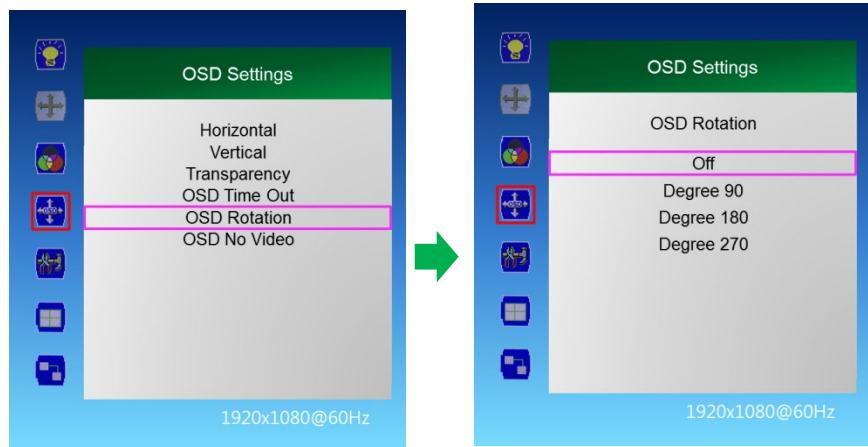 OSD Settings
Horizontal
Vertical
Transparency
OSD Time Out
OSD Rotation
OSD No Video
1920x1080@60Hz
OSD Settings
OSD Rotation
Off
Degree 90
Degree 180
Degree 270
1920x1080@60Hz